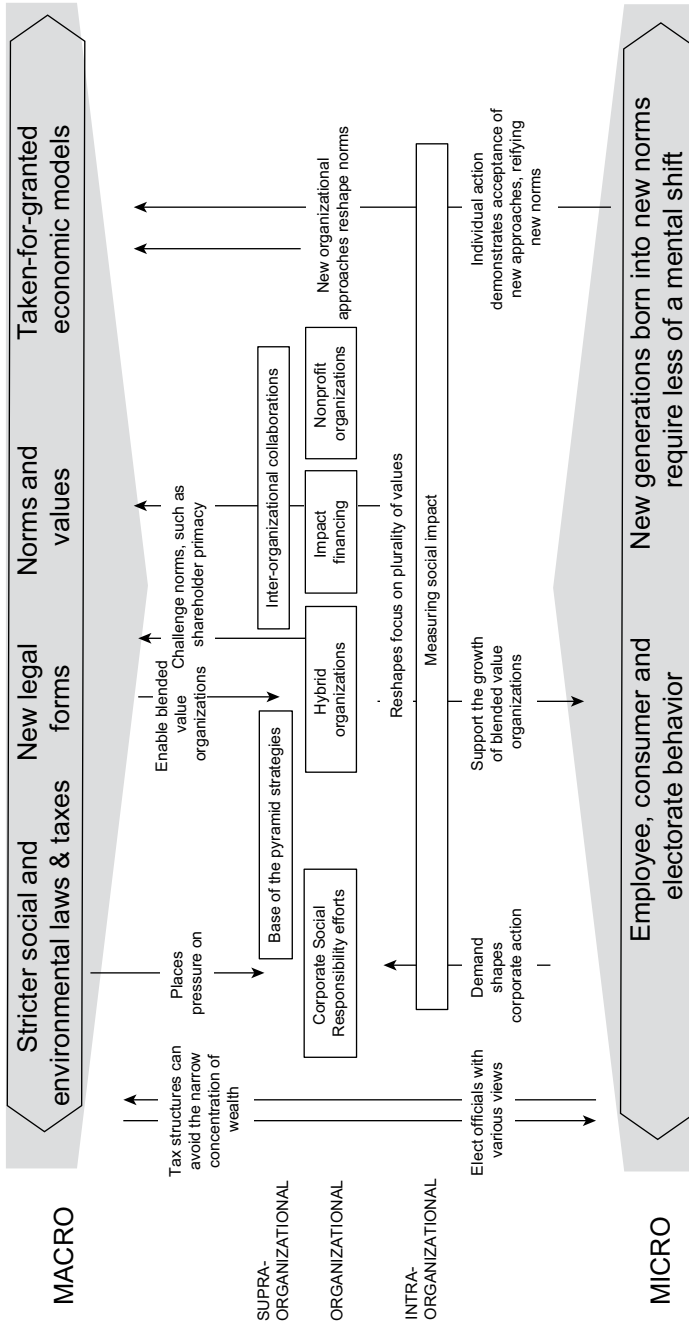 MACRO
Stricter social and
environmental laws & taxes
New legal
forms
Norms and
values
Taken-for-granted
economic models
Tax structures can
avoid the narrow
concentration of
wealth
Places
pressure on
Enable blended
value
organizations
Challenge norms, such as
shareholder primacy
SUPRA-
ORGANIZATIONAL
Base of the pyramid strategies
Inter-organizational collaborations
ORGANIZATIONAL
Corporate Social
Responsibility efforts
Hybrid
organizations
Impact
financing
Nonprofit
organizations
New organizational
approaches reshape norms
Reshapes focus on plurality of values
INTRA-
ORGANIZATIONAL
Measuring social impact
Elect officials with
various views
Demand
shapes
corporate action
Support the growth
of blended value
organizations
Individual action
demonstrates acceptance of
new approaches, reifying
new norms
MICRO
Employee, consumer and
electorate behavior
New generations born into new norms
require less of a mental shift